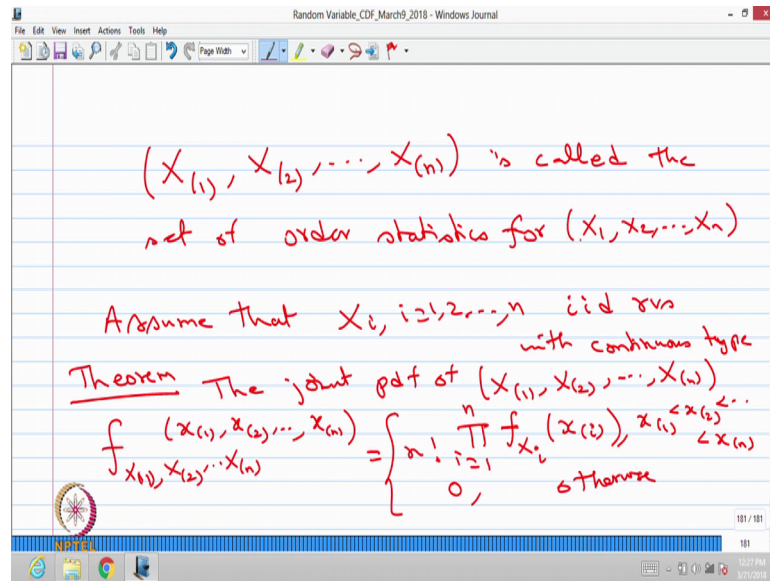 Random Variable_CDF_March9_2018 - Windows Journal
File Edit View Insert Actions Tools Help
Page Width
(X(1), X(2), ..., X(n)) is called the
set of order statistics for (X1, X2, ..., Xn)
Assume that Xi, i=1,2,...,n iid rvs
with continuous type
Theorem The joint pdf of (X(1), X(2), ..., X(n))
f X(1), X(2), ... X(n) (x(1), x(2), ..., x(n)) = { n! ∏ i=1 n f Xi (x(i)), x(1) < x(2) < .. < x(n)
0, otherwise
181 / 181
NPTEL
181
12:27 PM
3/21/2018